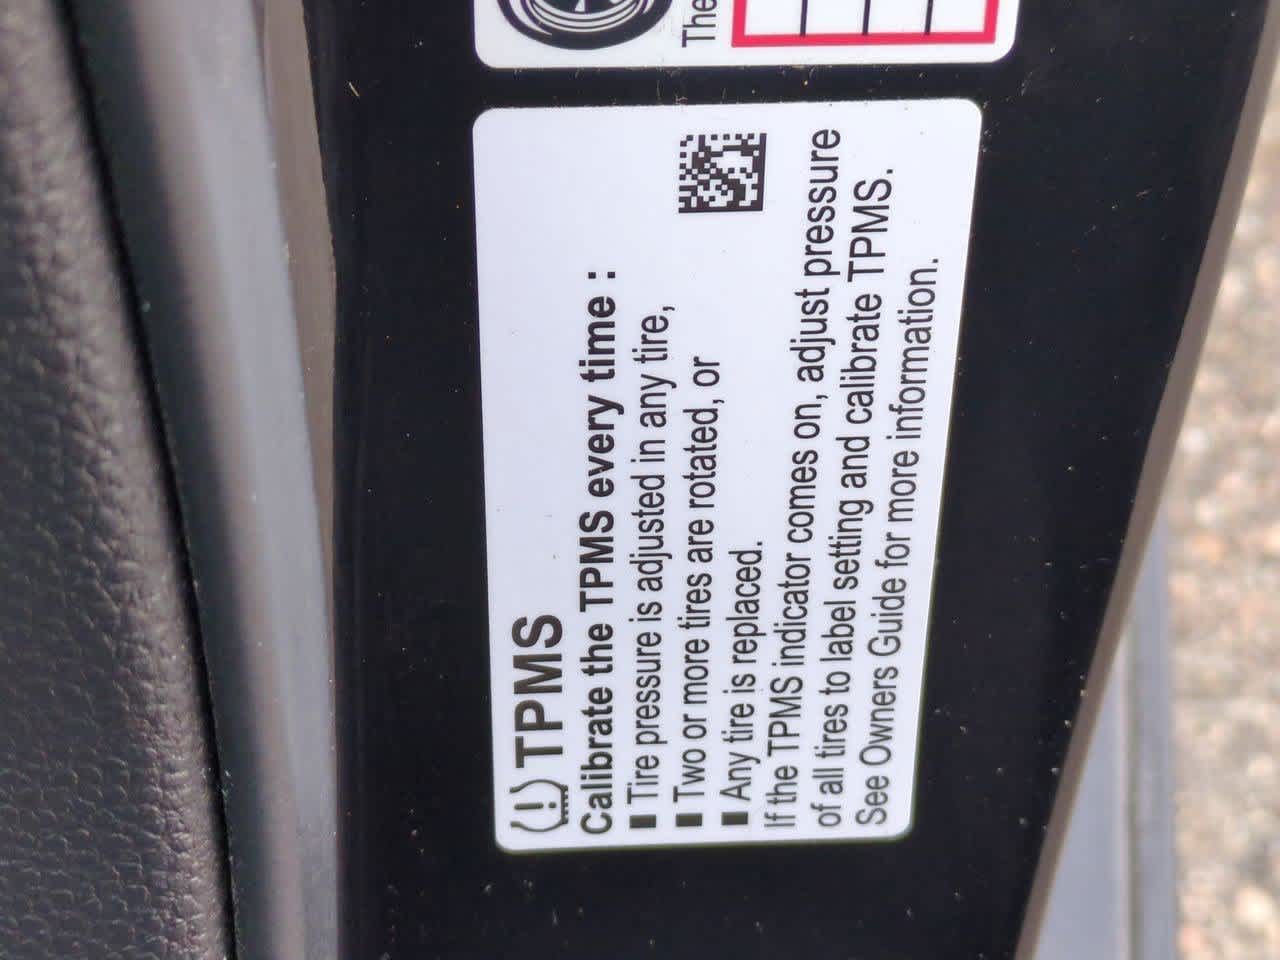 The
TPMS
Calibrate the TPMS every time :
■ Tire pressure is adjusted in any tire,
■ Two or more tires are rotated, or
■ Any tire is replaced.
If the TPMS indicator comes on, adjust pressure
of all tires to label setting and calibrate TPMS.
See Owners Guide for more information.